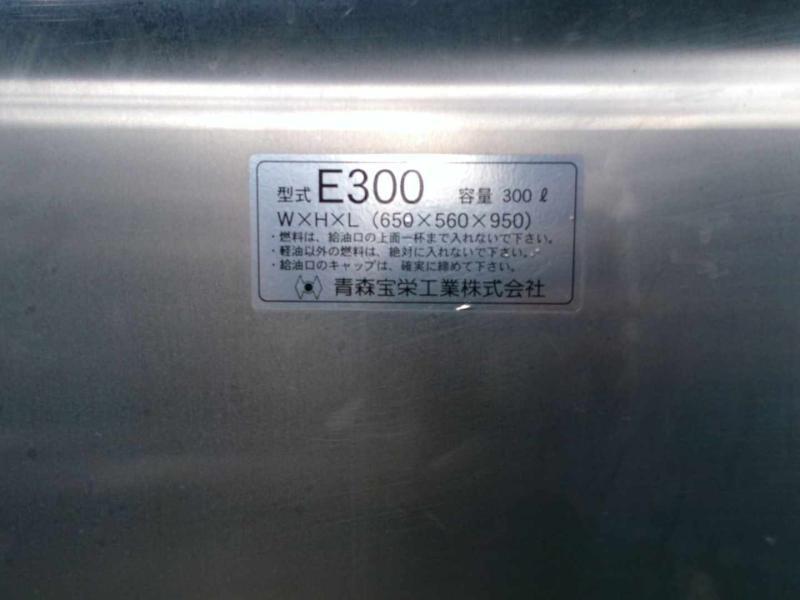 型式 E300 容量 300ℓ
W×H×L (650×560×950)
・燃料は、給油口の上面一杯まで入れないで下さい。
・軽油以外の燃料は、絶対に入れないで下さい。
・給油口のキャップは、確実に締めて下さい。
青森宝栄工業株式会社